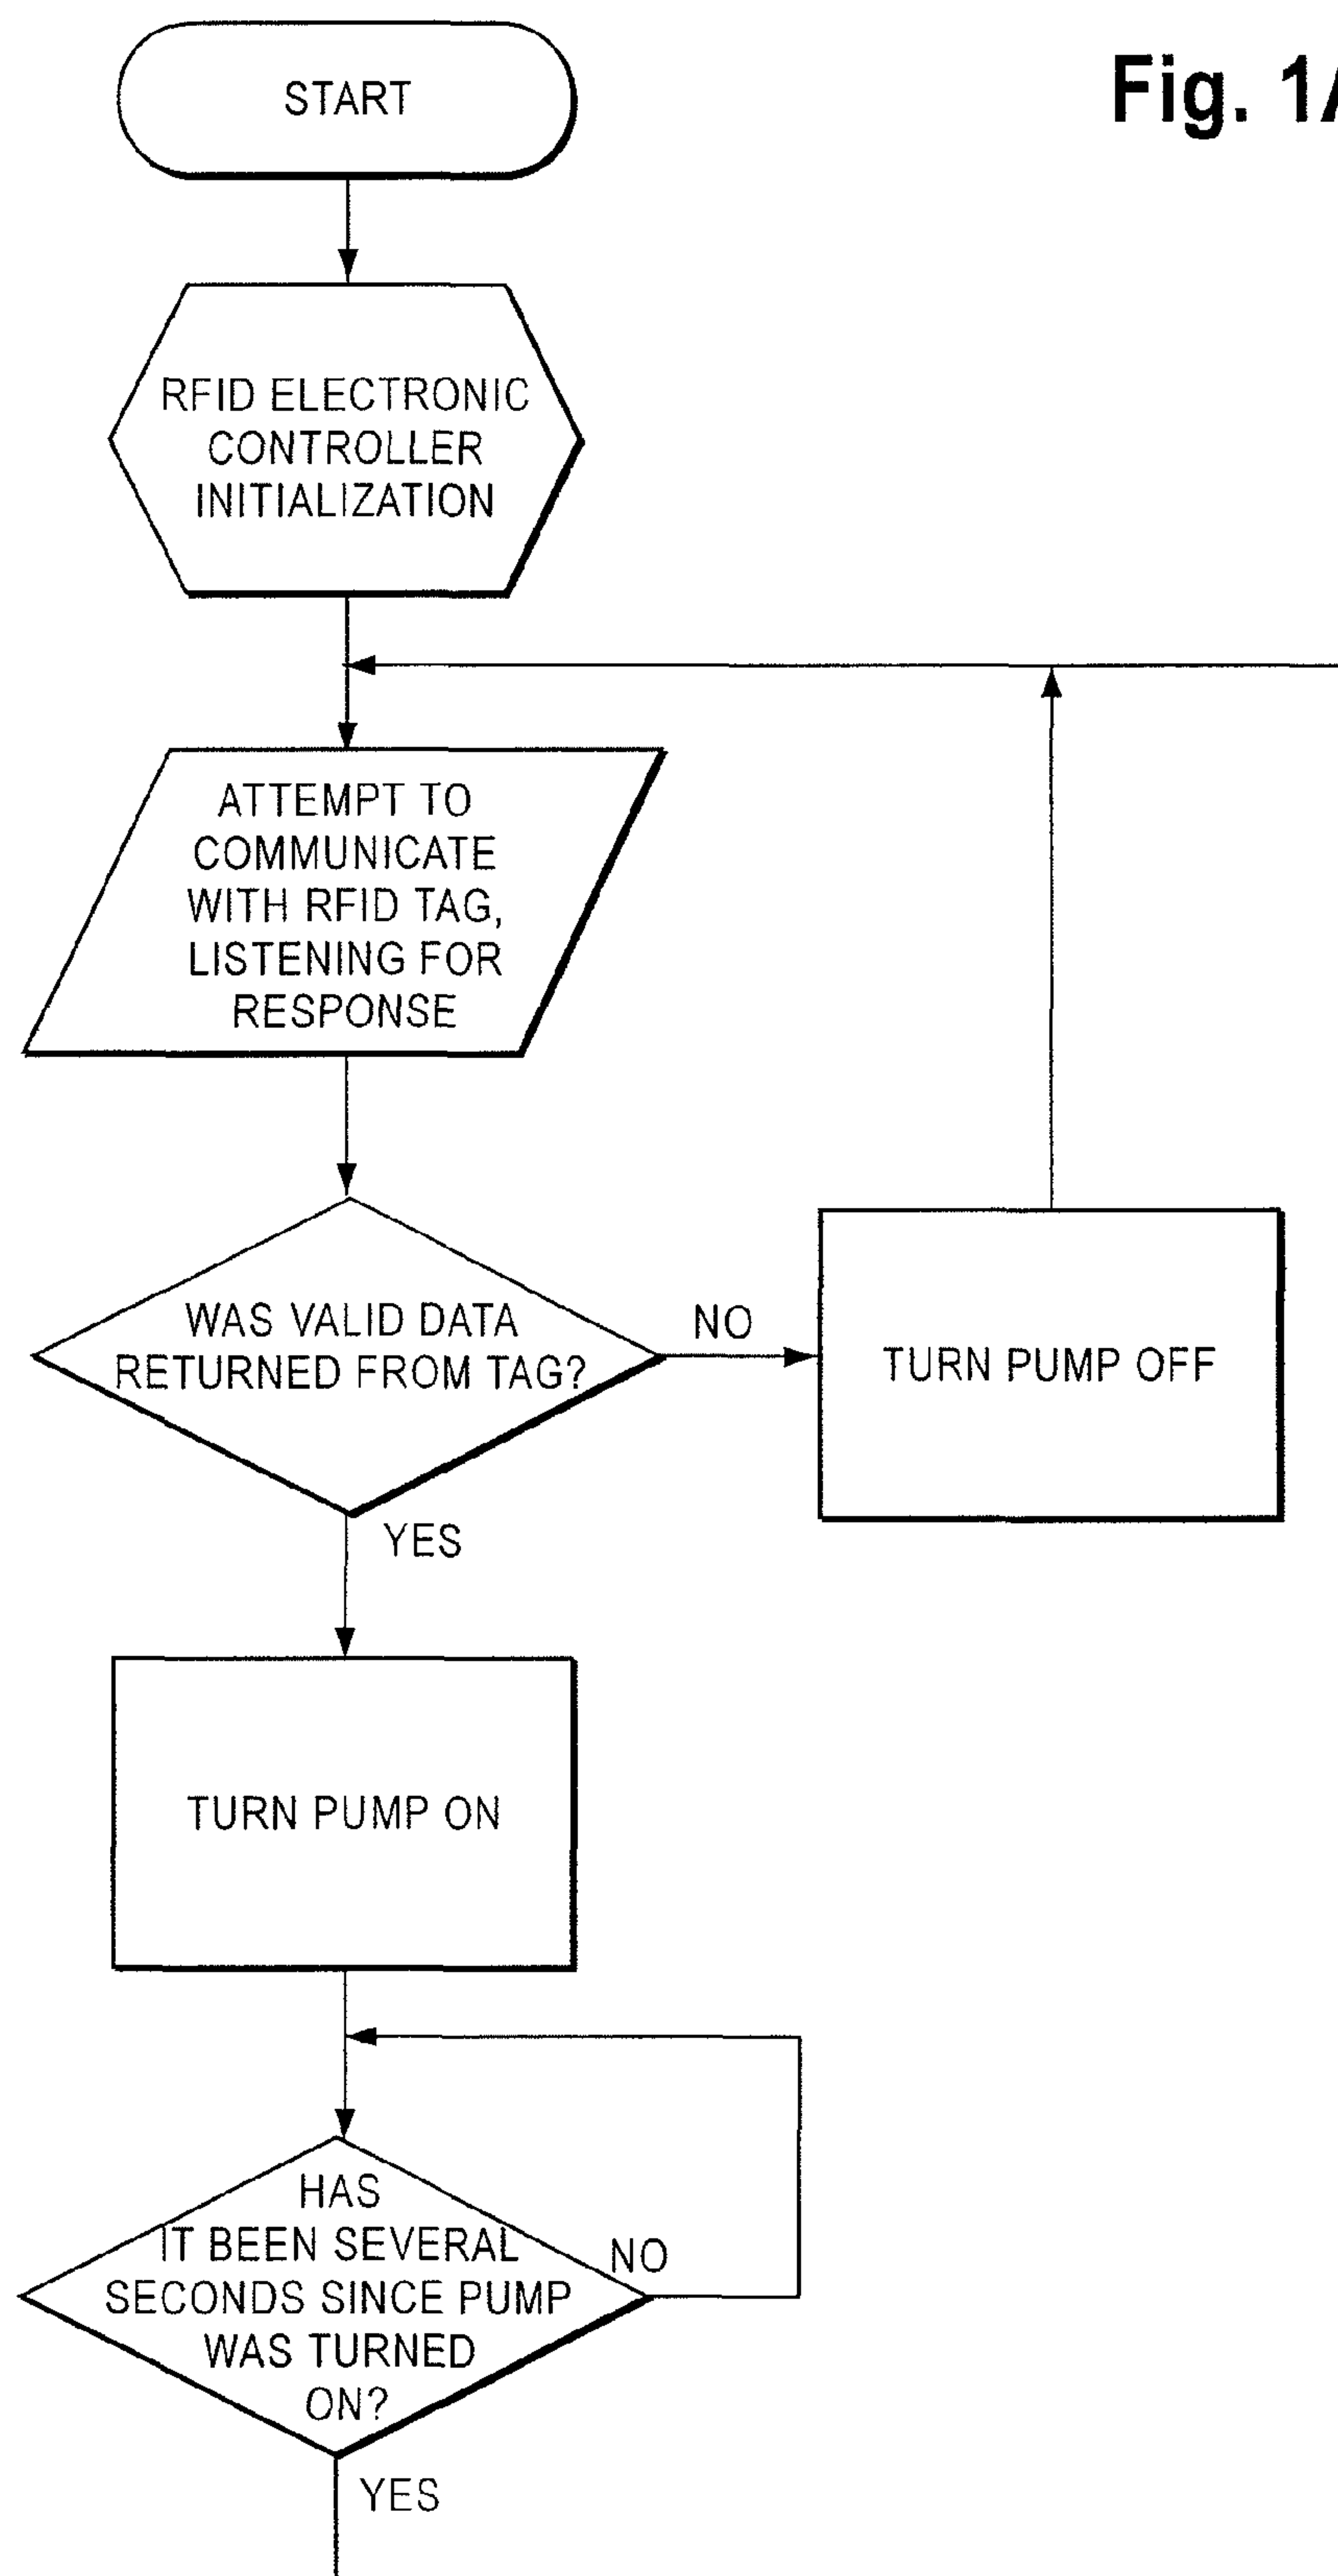 Fig. 1A
START
RFID ELECTRONIC
CONTROLLER
INITIALIZATION
ATTEMPT TO
COMMUNICATE
WITH RFID TAG,
LISTENING FOR
RESPONSE
WAS VALID DATA
RETURNED FROM TAG?
NO
TURN PUMP OFF
YES
TURN PUMP ON
HAS
IT BEEN SEVERAL
SECONDS SINCE PUMP
WAS TURNED
ON?
NO
YES